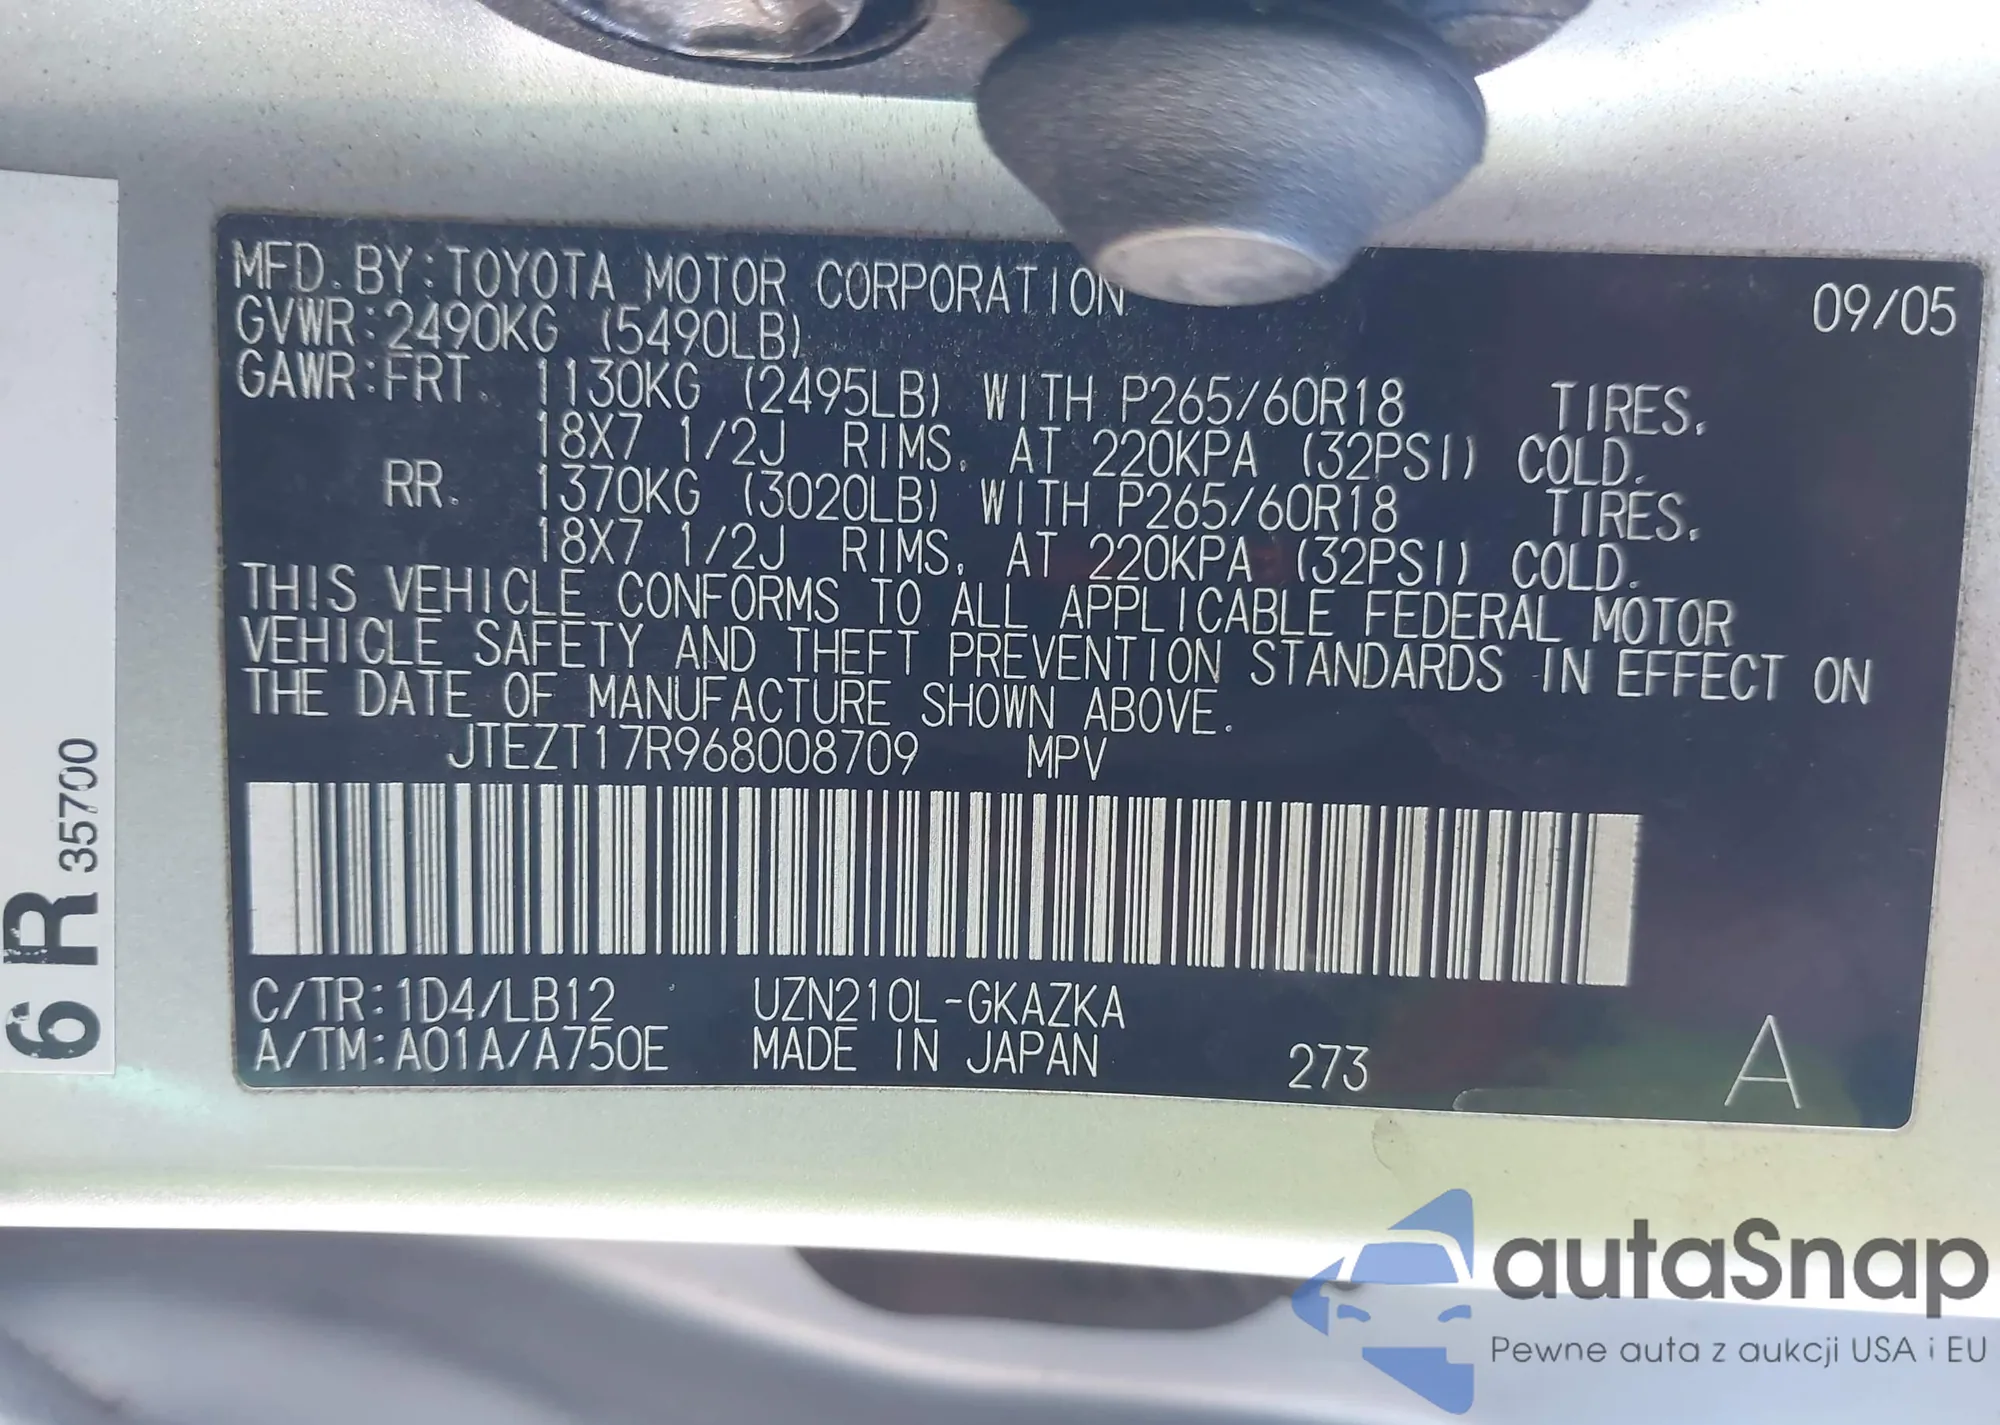 MFD. BY: TOYOTA MOTOR CORPORATION 09/05
GVWR: 2490KG (5490LB)
GAWR: FRT. 1130KG (2495LB) WITH P265/60R18 TIRES.
18X7 1/2J RIMS. AT 220KPA (32PSI) COLD.
RR. 1370KG (3020LB) WITH P265/60R18 TIRES.
18X7 1/2J RIMS. AT 220KPA (32PSI) COLD.
THIS VEHICLE CONFORMS TO ALL APPLICABLE FEDERAL MOTOR
VEHICLE SAFETY AND THEFT PREVENTION STANDARDS IN EFFECT ON
THE DATE OF MANUFACTURE SHOWN ABOVE.
JTEZT17R968008709 MPV
C/TR: 1D4/LB12 UZN210L-GKAZKA
A/TM: A01A/A750E MADE IN JAPAN 273 A
6 R 35700
autaSnap
Pewne auta z aukcji USA i EU